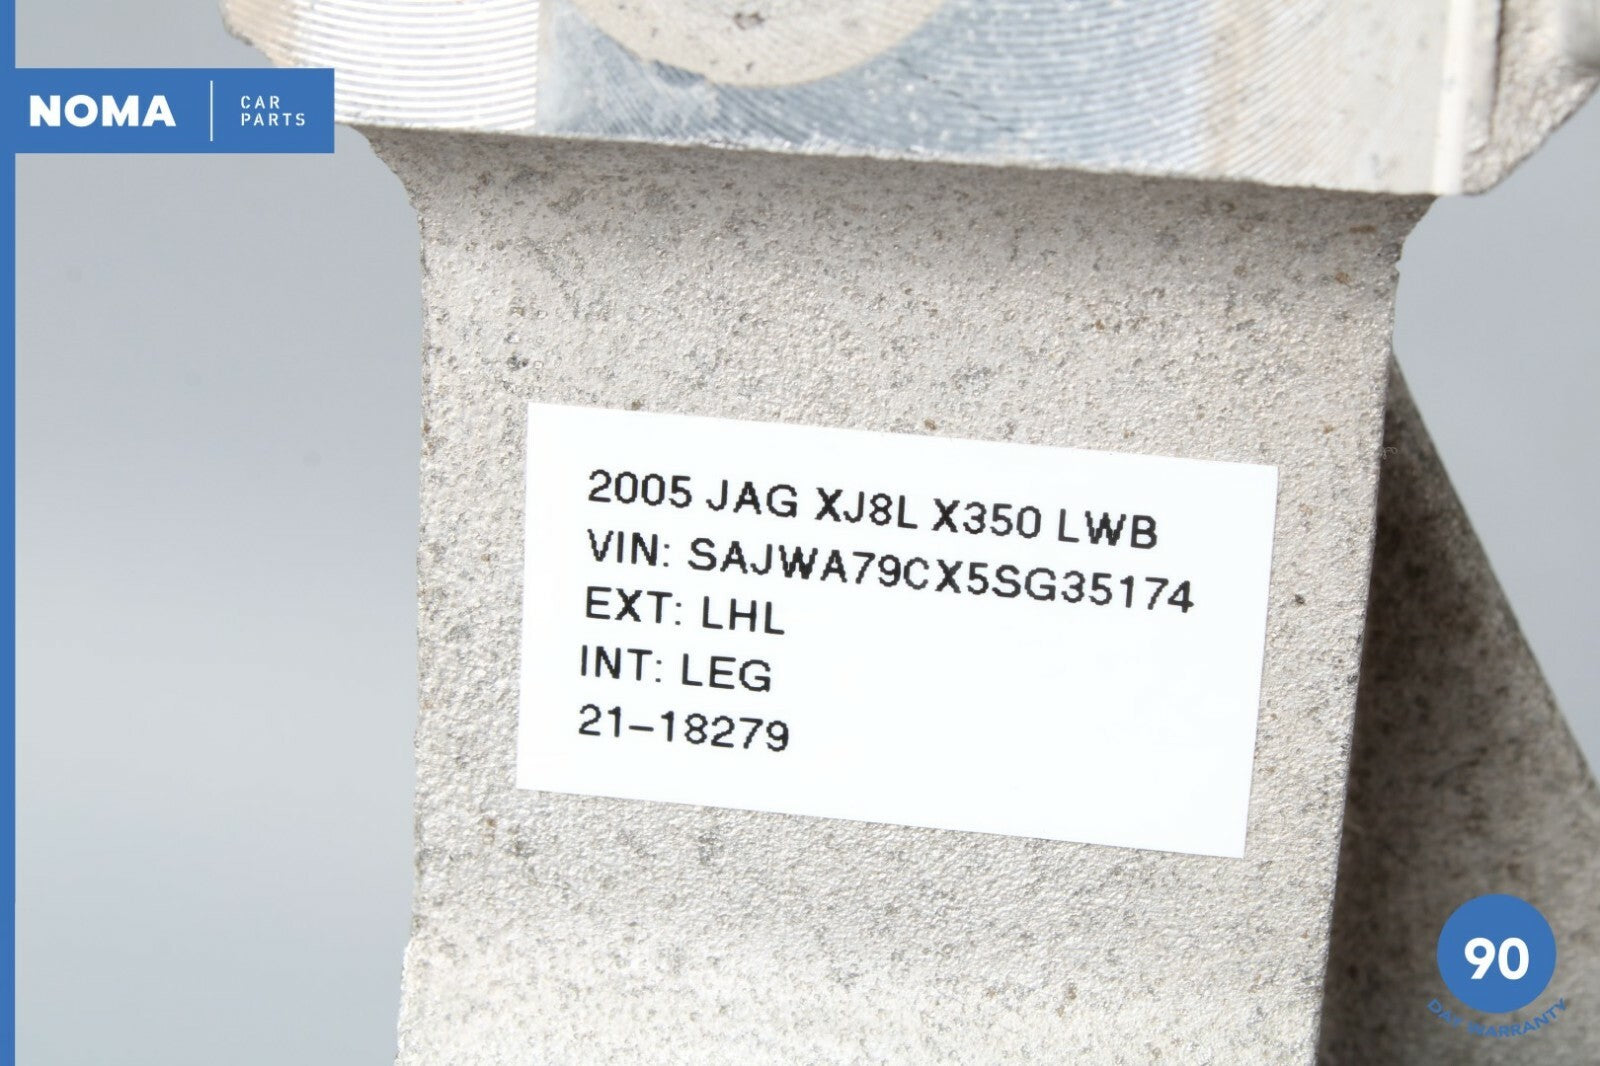 NOMA
CAR
PARTS
2005 JAG XJ8L X350 LWB
VIN: SAJWA79CX5SG35174
EXT: LHL
INT: LEG
21-18279
90
DAY WARRANTY